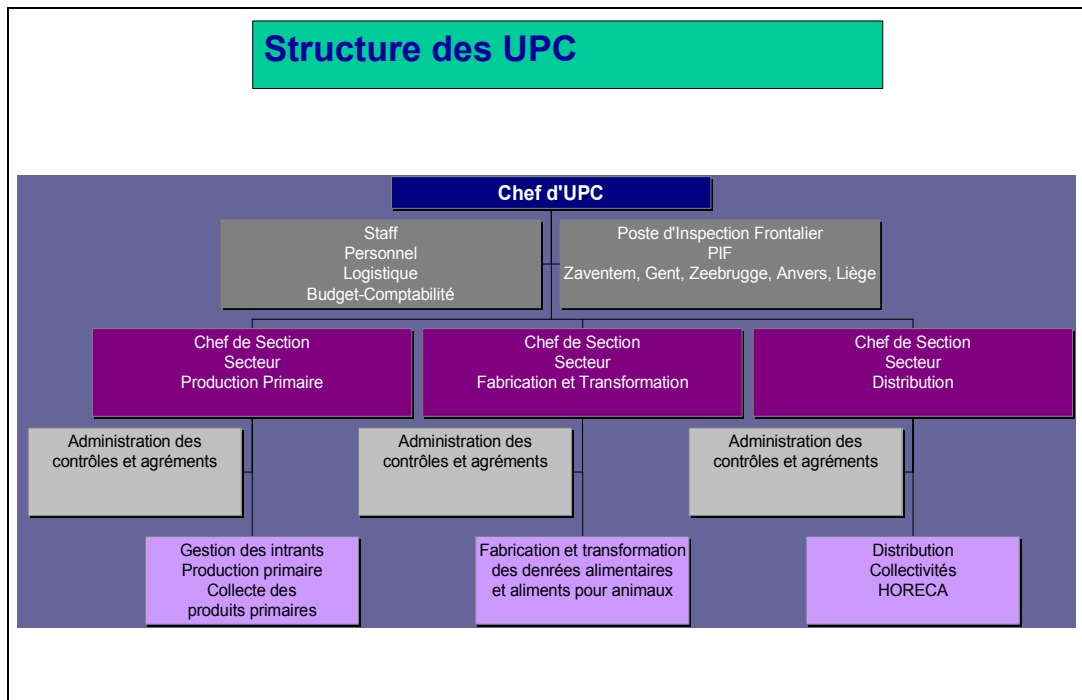 Structure des UPC
Chef d'UPC
Staff
Personnel
Logistique
Budget-Comptabilité
Poste d'Inspection Frontalier
PIF
Zaventem, Gent, Zeebrugge, Anvers, Liège
Chef de Section
Secteur
Production Primaire
Chef de Section
Secteur
Fabrication et Transformation
Chef de Section
Secteur
Distribution
Administration des
contrôles et agréments
Administration des
contrôles et agréments
Administration des
contrôles et agréments
Gestion des intrants
Production primaire
Collecte des
produits primaires
Fabrication et transformation
des denrées alimentaires
et aliments pour animaux
Distribution
Collectivités
HORECA